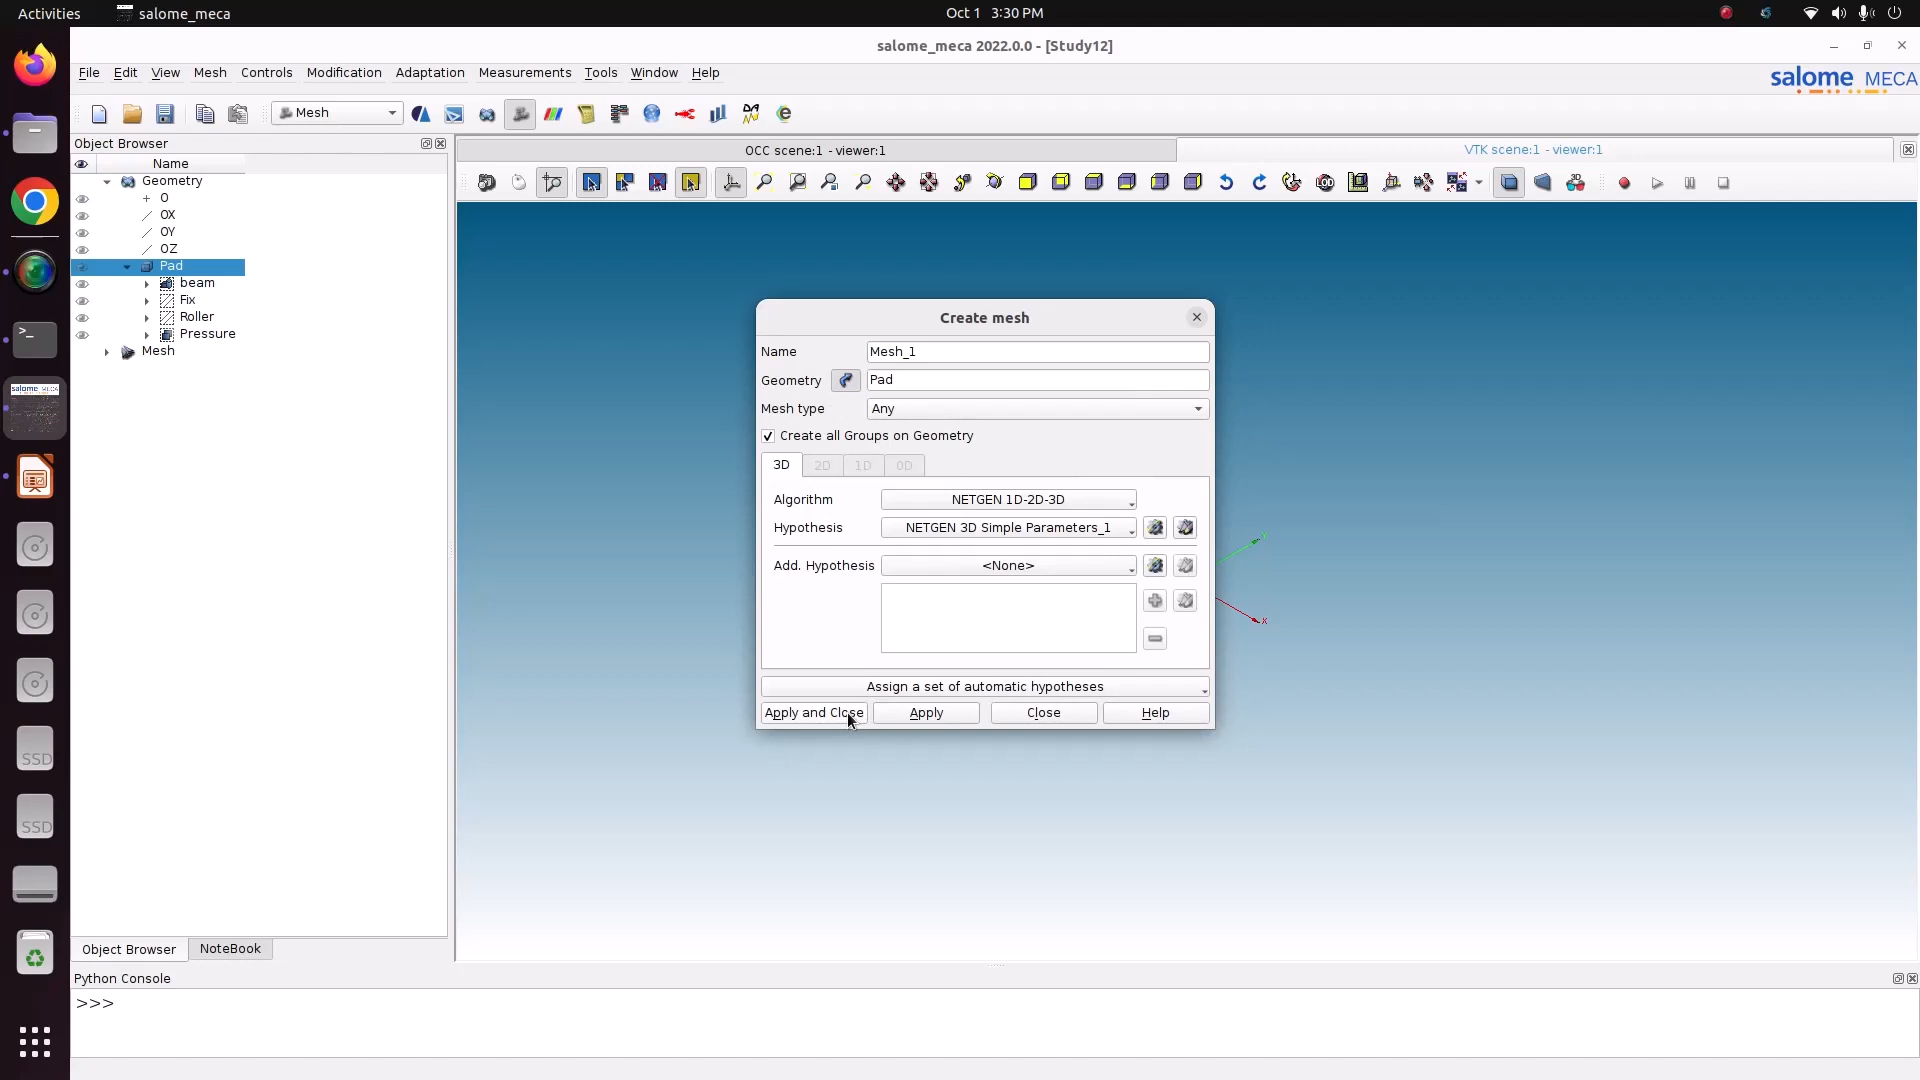 Activities
salome_meca
Oct 1 3:30 PM
salome_meca 2022.0.0 - [Study12]
File Edit View Mesh Controls Modification Adaptation Measurements Tools Window Help
salome MECA
Mesh
Object Browser
Name
Geometry
O
OX
OY
OZ
Pad
beam
Fix
Roller
Pressure
Mesh
OCC scene:1 - viewer:1
VTK scene:1 - viewer:1
Create mesh
Name Mesh_1
Geometry Pad
Mesh type Any
Create all Groups on Geometry
3D 2D 1D 0D
Algorithm NETGEN 1D-2D-3D
Hypothesis NETGEN 3D Simple Parameters_1
Add. Hypothesis <None>
Assign a set of automatic hypotheses
Apply and Close Apply Close Help
X
SSD
SSD
Object Browser NoteBook
Python Console
>>>